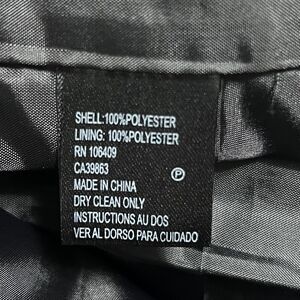 SHELL:100%POLYESTER
LINING: 100%POLYESTER
RN 106409
CA39863
P
MADE IN CHINA
DRY CLEAN ONLY
INSTRUCTIONS AU DOS
VER AL DORSO PARA CUIDADO